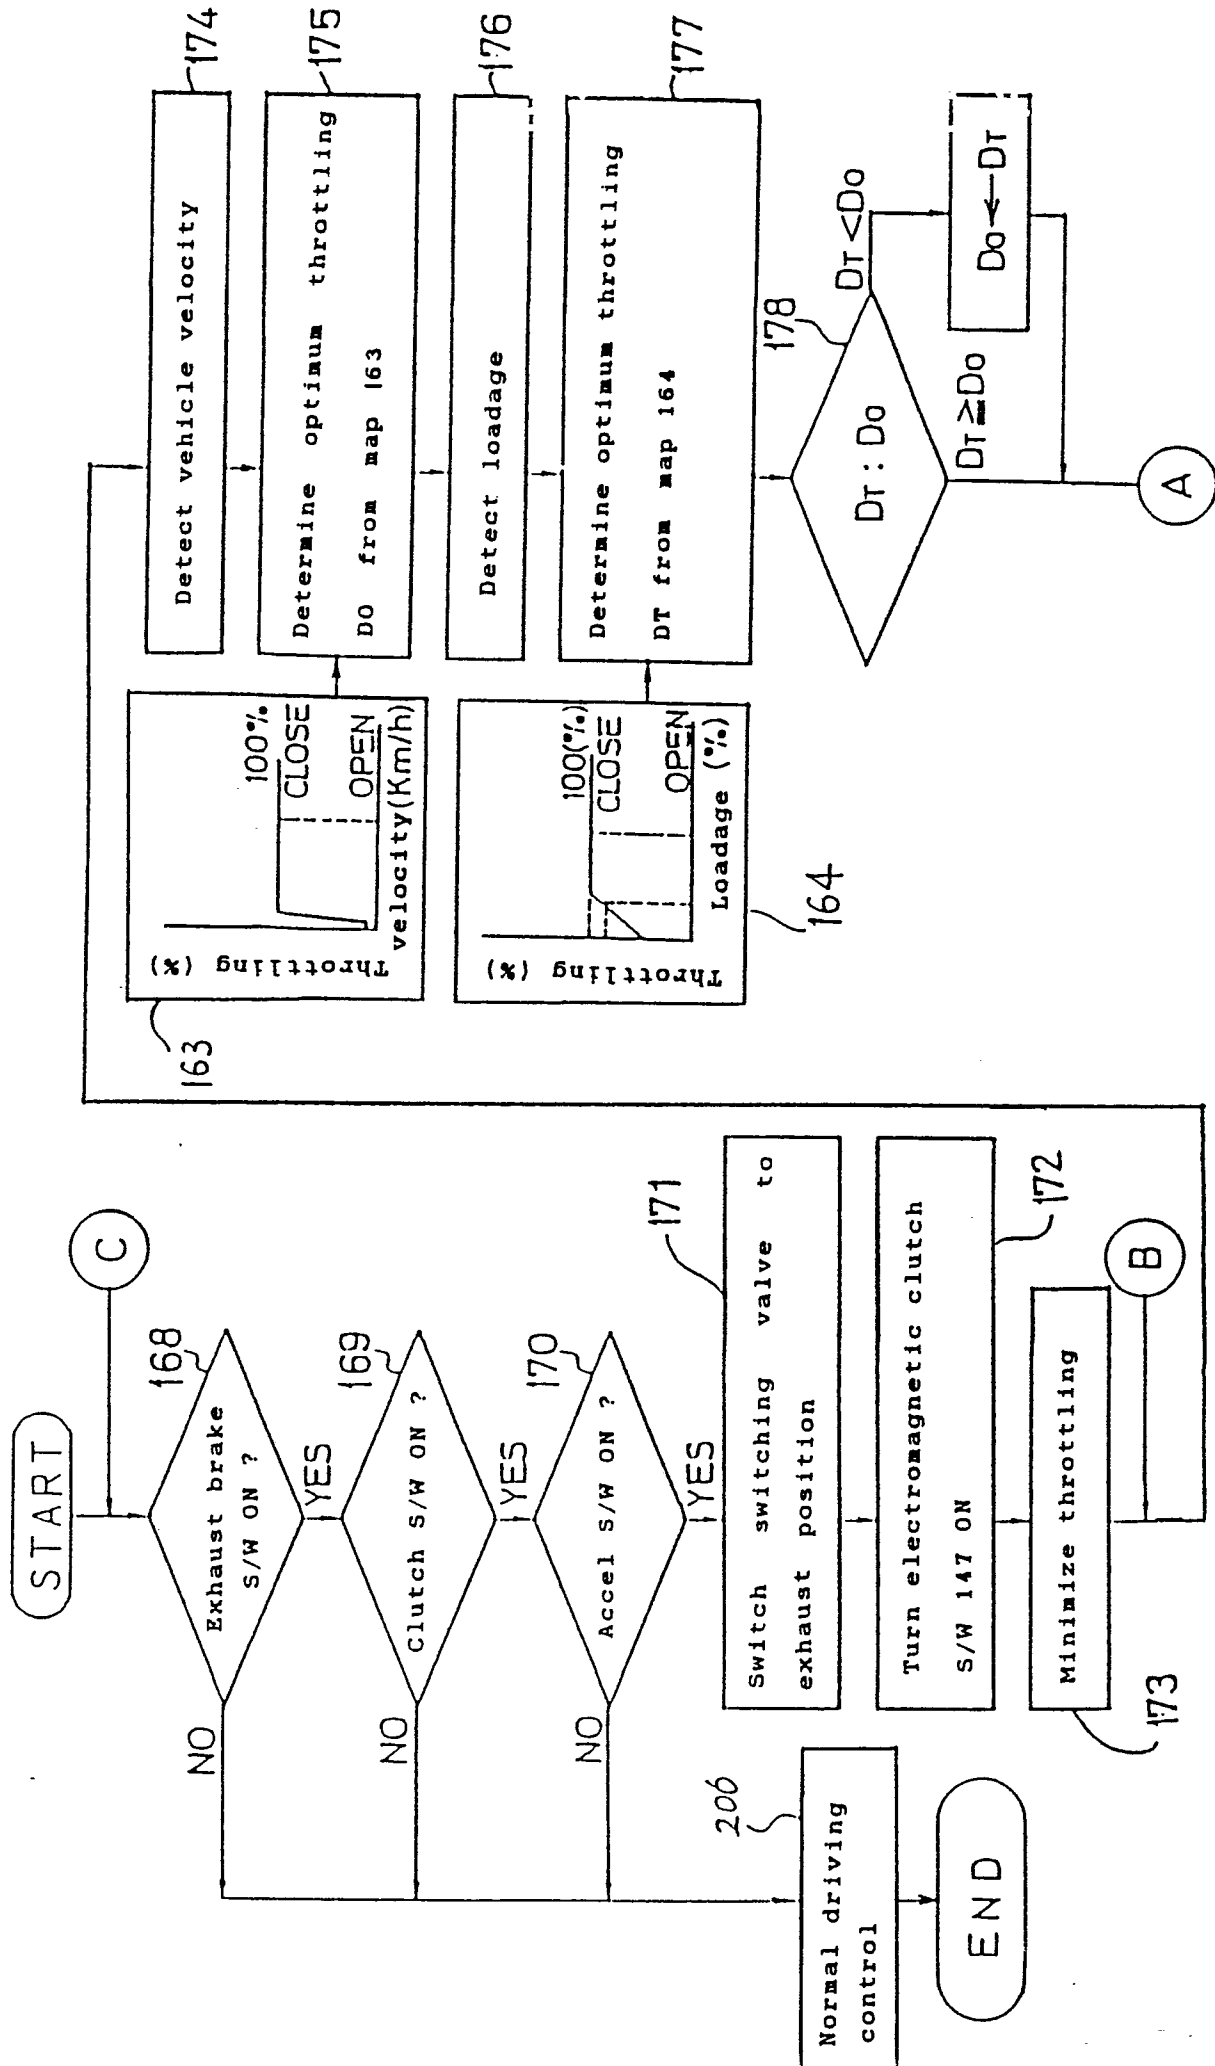 START
C
168
Exhaust brake
S/W ON ?
NO
YES
169
Clutch S/W ON ?
NO
YES
170
Accel S/W ON ?
NO
YES
171
Switch switching valve to
exhaust position
172
Turn electromagnetic clutch
S/W 147 ON
173
Minimize throttling
B
206
Normal driving
control
END
174
Detect vehicle velocity
175
Determine optimum throttling
DO from map 163
163
Throttling (%)
100%
CLOSE
OPEN
velocity(Km/h)
176
Detect loadage
177
Determine optimum throttling
DT from map 164
164
Throttling (%)
100(%)
CLOSE
OPEN
Loadage (%)
178
DT : DO
DT <DO
DT ≧DO
DO ← DT
A